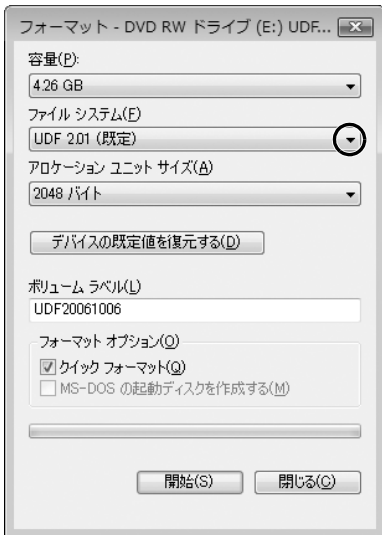 フォーマット - DVD RW ドライブ (E:) UDF...
容量(P):
4.26 GB
ファイル システム(F)
UDF 2.01 (既定)
アロケーション ユニット サイズ(A)
2048 バイト
デバイスの既定値を復元する(D)
ボリューム ラベル(L)
UDF20061006
フォーマット オプション(O)
クイック フォーマット(Q)
MS-DOS の起動ディスクを作成する(M)
開始(S)
閉じる(C)